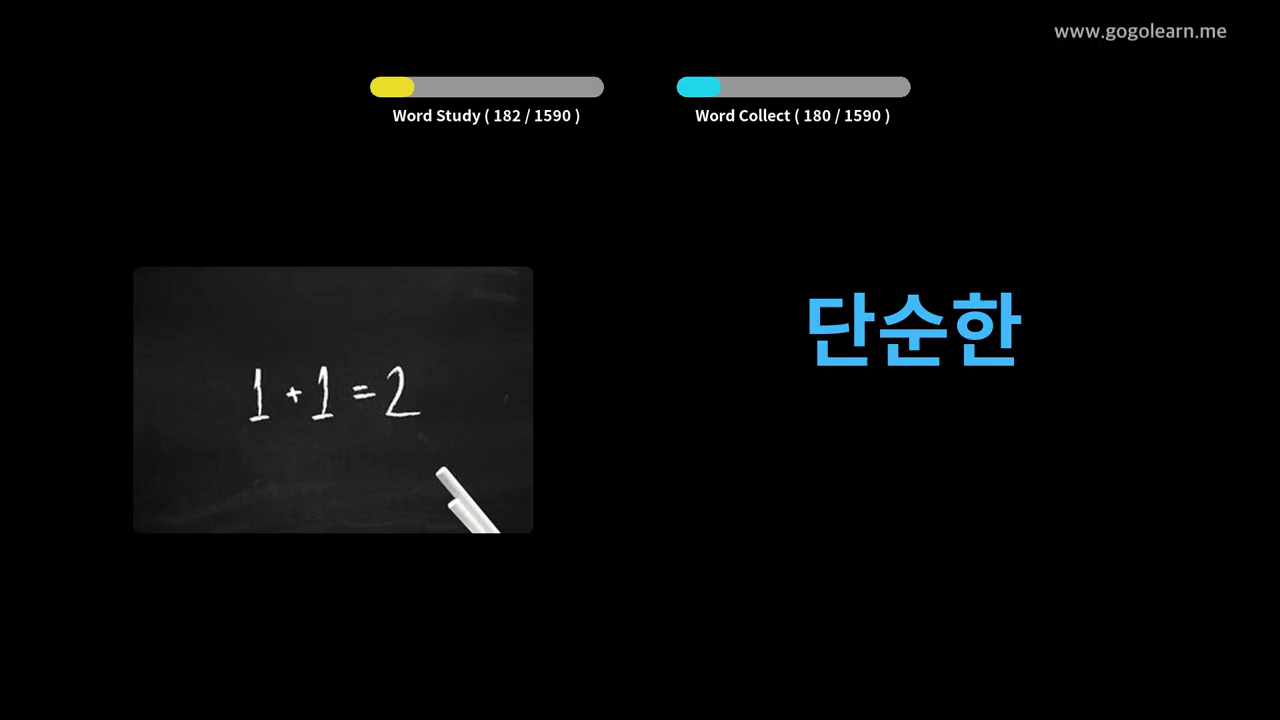 www.gogolearn.me
Word Study ( 182 / 1590 )
Word Collect ( 180 / 1590 )
1 + 1 = 2
단순한